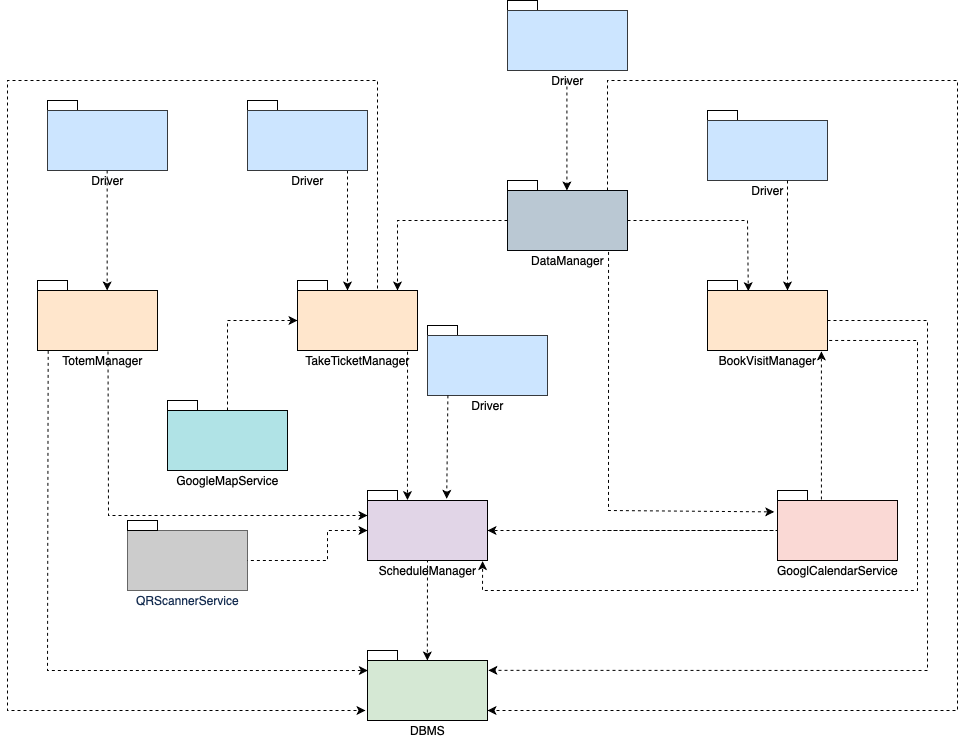 Driver
Driver
Driver
Driver
DataManager
TotemManager
TakeTicketManager
BookVisitManager
Driver
GoogleMapService
ScheduleManager
GooglCalendarService
QRScannerService
DBMS